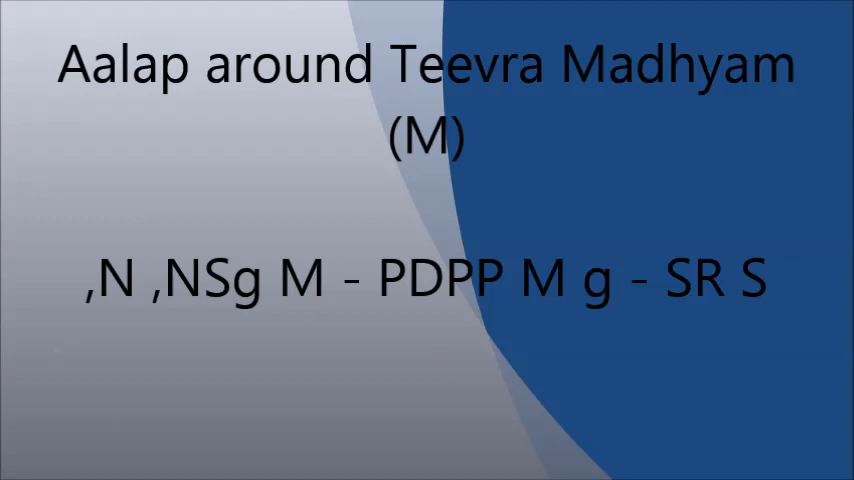 Aalap around Teevra Madhyam
(M)
,N ,NSg M - PDPP M g - SR S